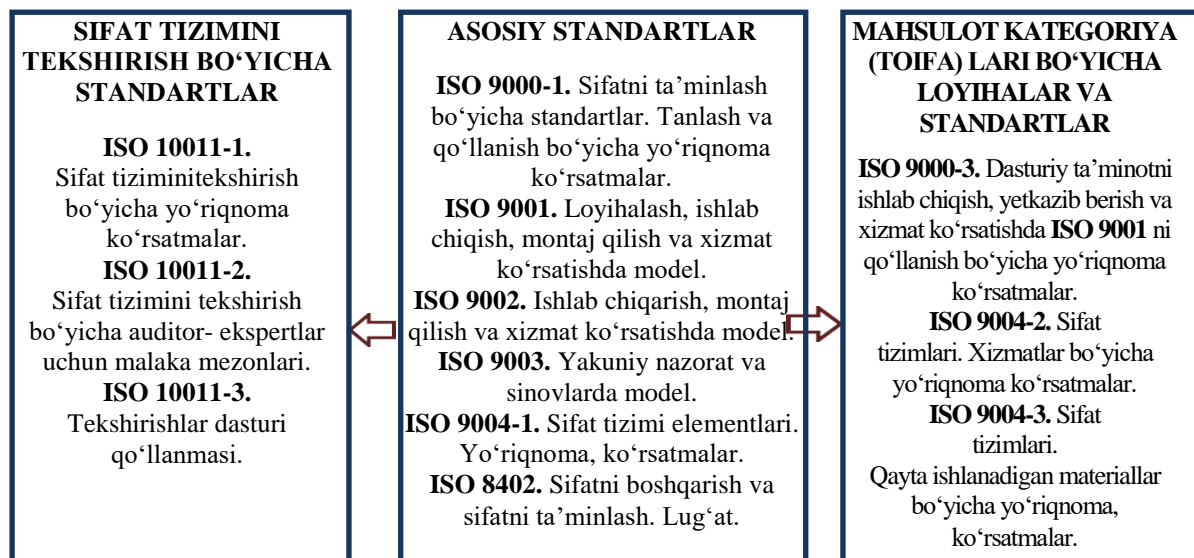 SIFAT TIZIMINI
TEKSHIRISH BO‘YICHA
STANDARTLAR
ISO 10011-1.
Sifat tiziminitekshirish
bo‘yicha yo‘riqnoma
ko‘rsatmalar.
ISO 10011-2.
Sifat tizimini tekshirish
bo‘yicha auditor- ekspertlar
uchun malaka mezonlari.
ISO 10011-3.
Tekshirishlar dasturi
qo‘llanmasi.
ASOSIY STANDARTLAR
ISO 9000-1. Sifatni ta’minlash
bo‘yicha standartlar. Tanlash va
qo‘llanish bo‘yicha yo‘riqnoma
ko‘rsatmalar.
ISO 9001. Loyihalash, ishlab
chiqish, montaj qilish va xizmat
ko‘rsatishda model.
ISO 9002. Ishlab chiqarish, montaj
qilish va xizmat ko‘rsatishda model.
ISO 9003. Yakuniy nazorat va
sinovlarda model.
ISO 9004-1. Sifat tizimi elementlari.
Yo‘riqnoma, ko‘rsatmalar.
ISO 8402. Sifatni boshqarish va
sifatni ta’minlash. Lug‘at.
MAHSULOT KATEGORIYA
(TOIFA) LARI BO‘YICHA
LOYIHALAR VA
STANDARTLAR
ISO 9000-3. Dasturiy ta’minotni
ishlab chiqish, yetkazib berish va
xizmat ko‘rsatishda ISO 9001 ni
qo‘llanish bo‘yicha yo‘riqnoma
ko‘rsatmalar.
ISO 9004-2. Sifat
tizimlari. Xizmatlar bo‘yicha
yo‘riqnoma ko‘rsatmalar.
ISO 9004-3. Sifat
tizimlari.
Qayta ishlanadigan materiallar
bo‘yicha yo‘riqnoma,
ko‘rsatmalar.